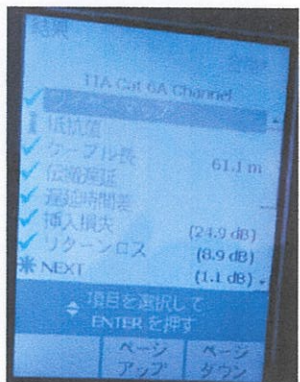 結果
合格*
TIA Cat 6A Channel
ワイヤーマップ
抵抗値
ケーブル長 61.1 m
伝搬遅延
遅延時間差
挿入損失 (24.9 dB)
リターンロス (8.9 dB)
NEXT (1.1 dB)
項目を選択して
ENTER を押す
ページ ページ
アップ ダウン